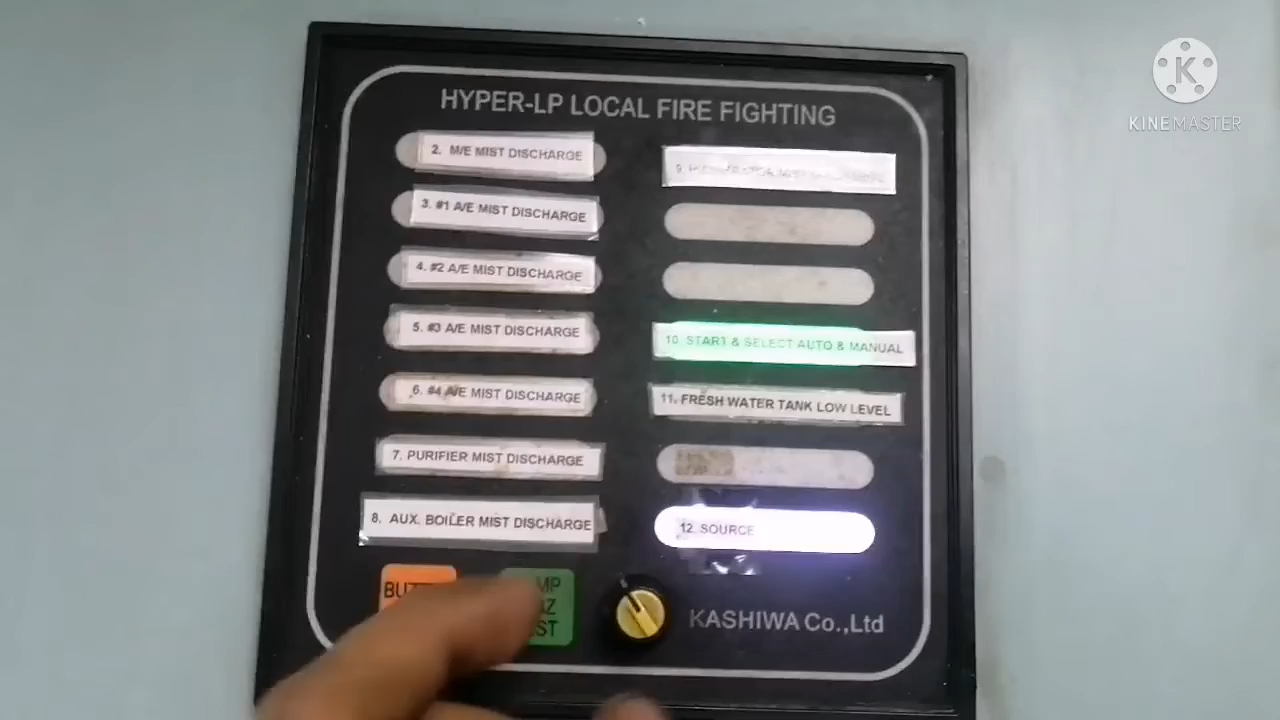 HYPER-LP LOCAL FIRE FIGHTING
2. M/E MIST DISCHARGE
3. #1 A/E MIST DISCHARGE
4. #2 A/E MIST DISCHARGE
5. #3 A/E MIST DISCHARGE
6. #4 A/E MIST DISCHARGE
7. PURIFIER MIST DISCHARGE
8. AUX. BOILER MIST DISCHARGE
9.
10. START & SELECT AUTO & MANUAL
11. FRESH WATER TANK LOW LEVEL
12. SOURCE
KASHIWA Co.,Ltd
KINEMASTER